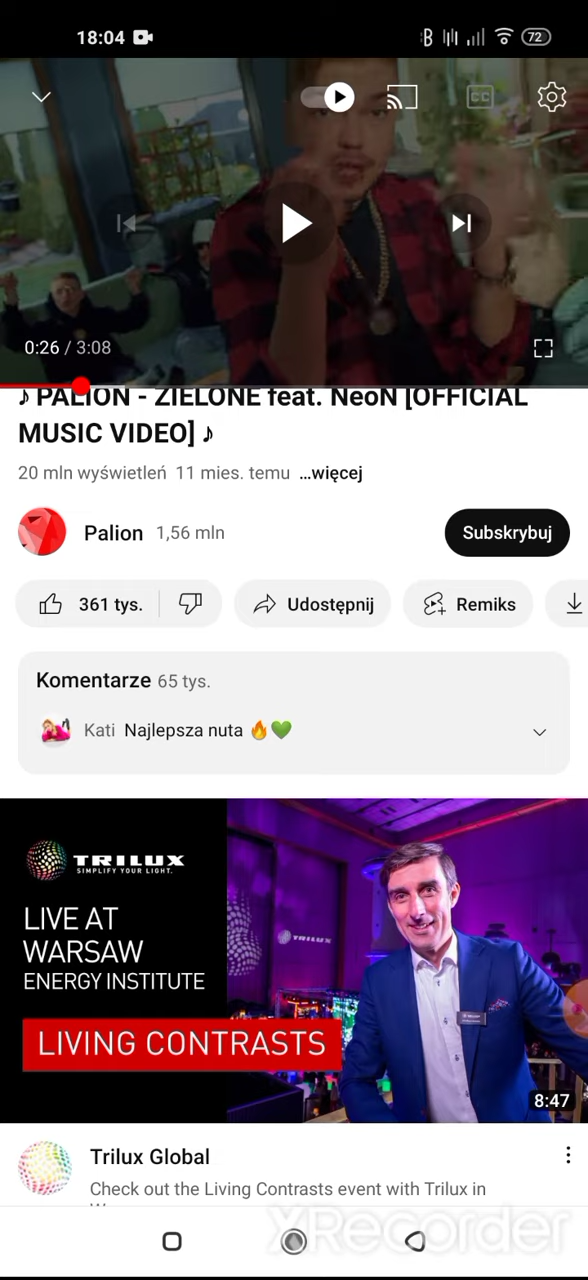 18:04
72
CC
0:26 / 3:08
♪ PALION - ZIELONE feat. NeoN [OFFICIAL
MUSIC VIDEO] ♪
20 mln wyświetleń 11 mies. temu ...więcej
Palion 1,56 mln
Subskrybuj
361 tys.
Udostępnij
Remiks
Komentarze 65 tys.
Kati Najlepsza nuta 🔥💚
TRILUX
SIMPLIFY YOUR LIGHT.
LIVE AT
WARSAW
ENERGY INSTITUTE
LIVING CONTRASTS
TRILUX
8:47
Trilux Global
Check out the Living Contrasts event with Trilux in
XRecorder